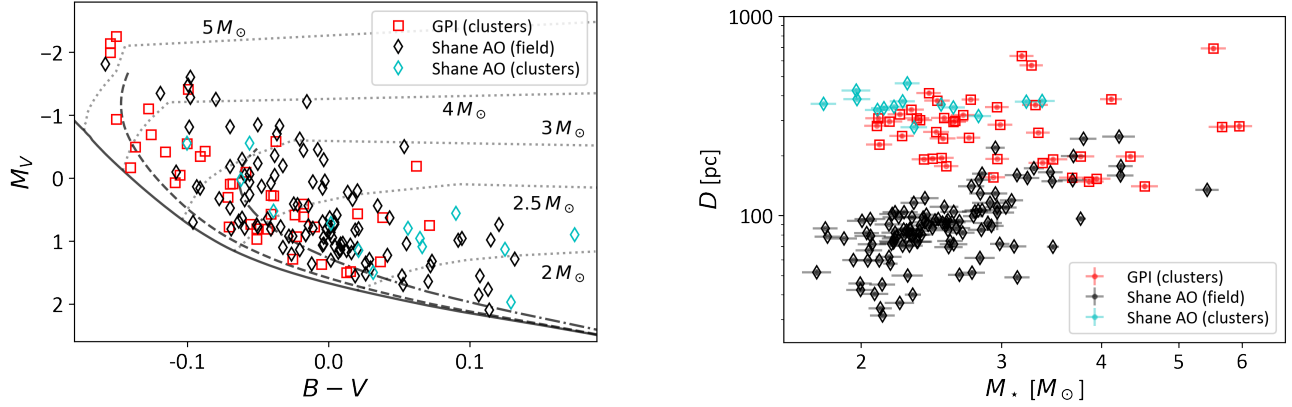 5 M⊙
GPI (clusters)
Shane AO (field)
Shane AO (clusters)
4 M⊙
3 M⊙
2.5 M⊙
2 M⊙
−2
−1
0
1
2
M_V
-0.1
0.0
0.1
B − V
1000
100
D [pc]
GPI (clusters)
Shane AO (field)
Shane AO (clusters)
2
3
4
5
6
M⋆ [M⊙]